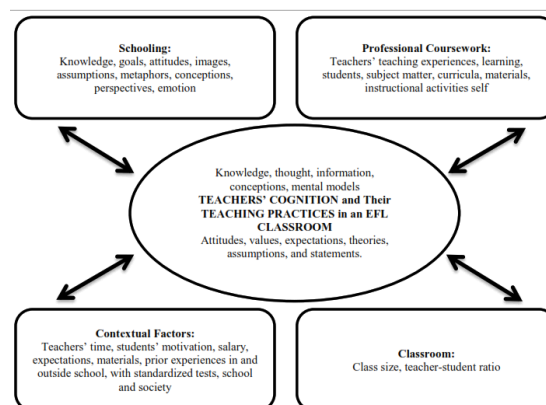 Schooling:
Knowledge, goals, attitudes, images,
assumptions, metaphors, conceptions,
perspectives, emotion
Professional Coursework:
Teachers' teaching experiences, learning,
students, subject matter, curricula, materials,
instructional activities self
Knowledge, thought, information,
conceptions, mental models
TEACHERS' COGNITION and Their
TEACHING PRACTICES in an EFL
CLASSROOM
Attitudes, values, expectations, theories,
assumptions, and statements.
Contextual Factors:
Teachers' time, students' motivation, salary,
expectations, materials, prior experiences in and
outside school, with standardized tests, school
and society
Classroom:
Class size, teacher-student ratio